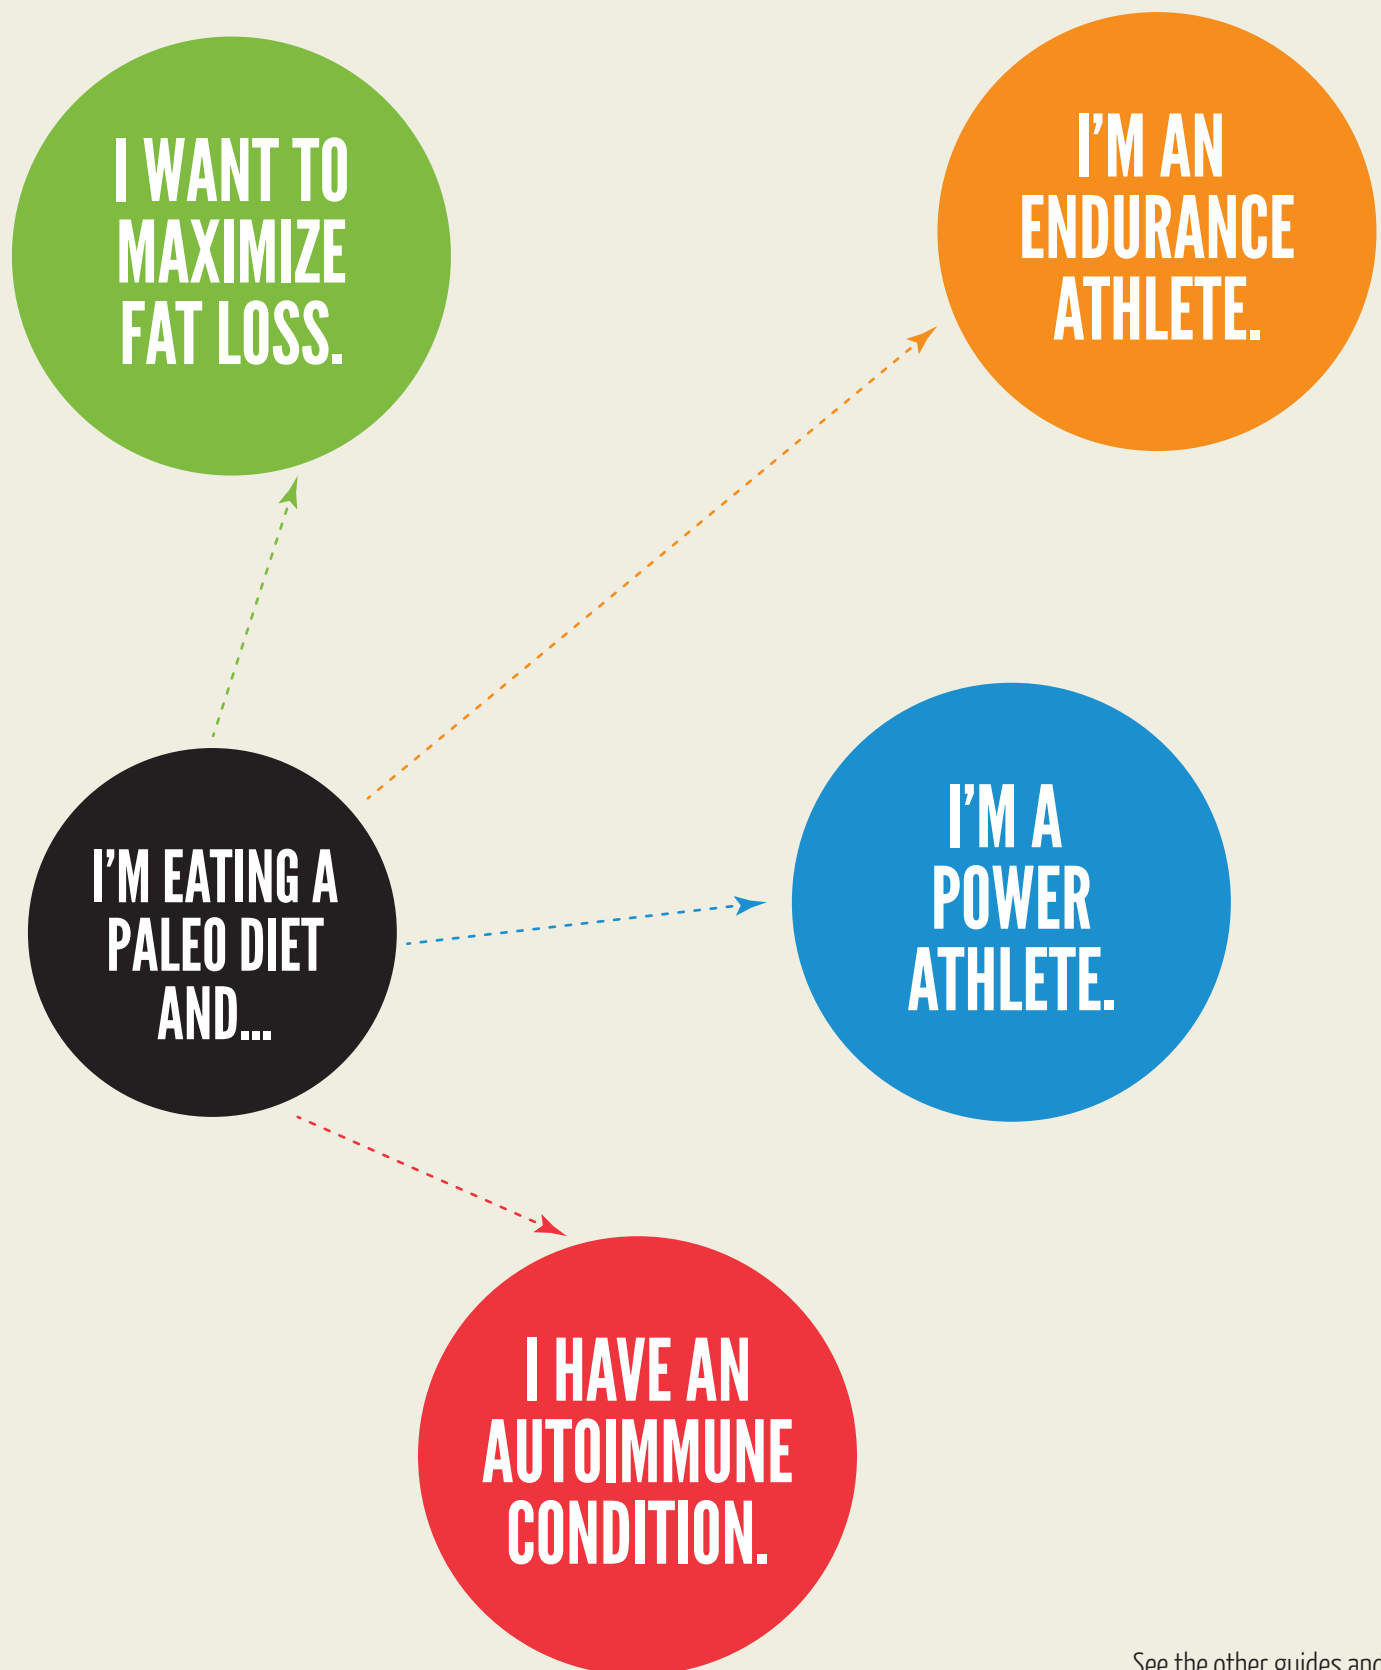 I WANT TO
MAXIMIZE
FAT LOSS.
I'M AN
ENDURANCE
ATHLETE.
I'M EATING A
PALEO DIET
AND...
I'M A
POWER
ATHLETE.
I HAVE AN
AUTOIMMUNE
CONDITION.
See the other guides and